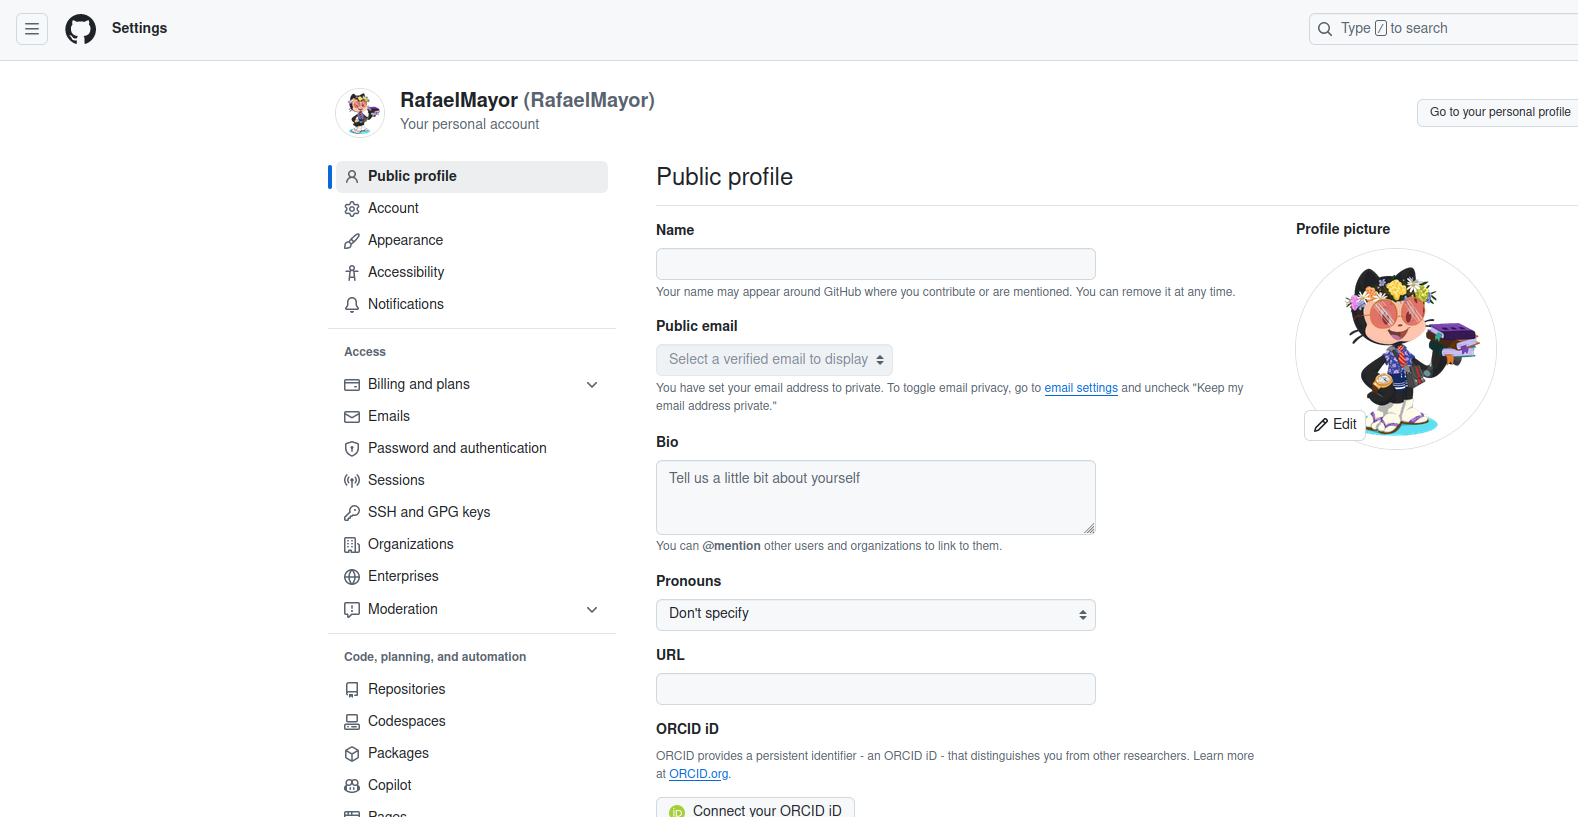 Settings
Type / to search
RafaelMayor (RafaelMayor)
Your personal account
Go to your personal profile
Public profile
Account
Appearance
Accessibility
Notifications
Access
Billing and plans
Emails
Password and authentication
Sessions
SSH and GPG keys
Organizations
Enterprises
Moderation
Code, planning, and automation
Repositories
Codespaces
Packages
Copilot
Pages
Public profile
Name
Your name may appear around GitHub where you contribute or are mentioned. You can remove it at any time.
Public email
Select a verified email to display
You have set your email address to private. To toggle email privacy, go to email settings and uncheck "Keep my
email address private."
Bio
Tell us a little bit about yourself
You can @mention other users and organizations to link to them.
Pronouns
Don't specify
URL
ORCID iD
ORCID provides a persistent identifier - an ORCID iD - that distinguishes you from other researchers. Learn more
at ORCID.org.
iD Connect your ORCID iD
Profile picture
Edit